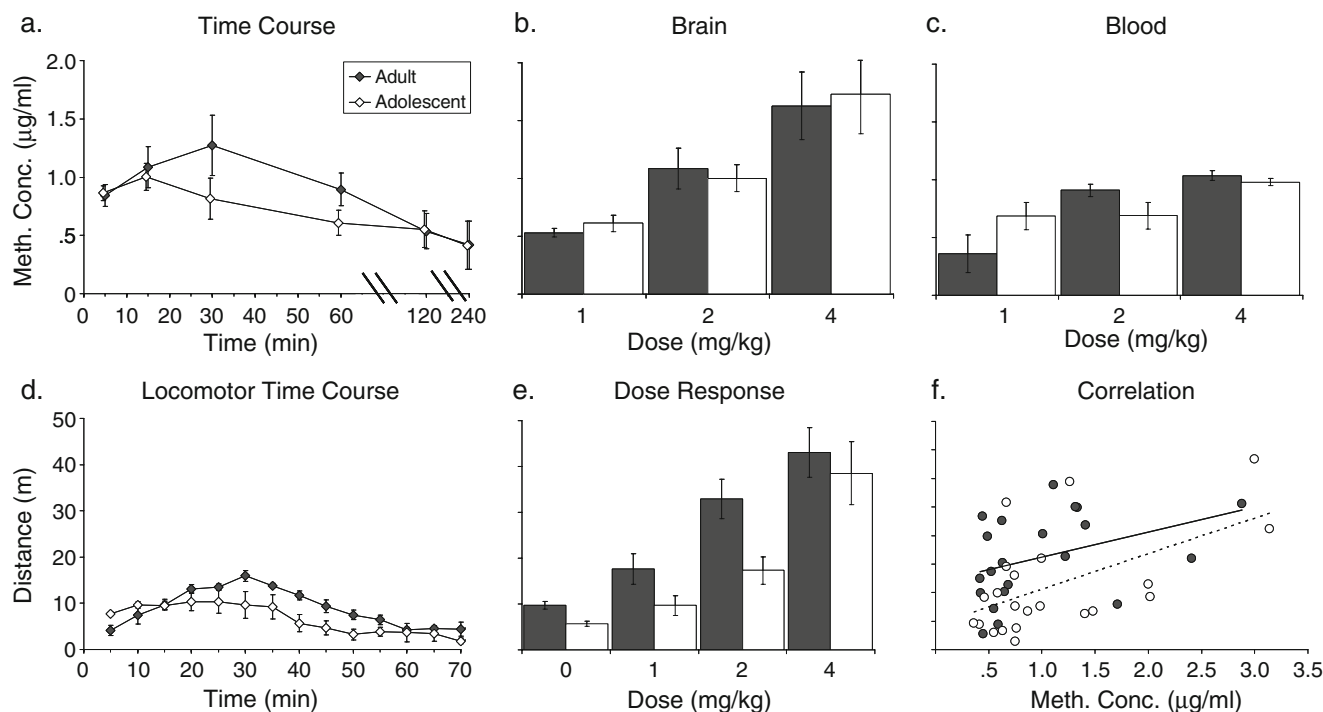 a. Time Course
b. Brain
c. Blood
Meth. Conc. (μg/ml)
2.0
1.5
1.0
.5
0
Adult
Adolescent
0 10 20 30 40 50 60 120 240
Time (min)
1 2 4
Dose (mg/kg)
1 2 4
Dose (mg/kg)
d. Locomotor Time Course
e. Dose Response
f. Correlation
Distance (m)
50
40
30
20
10
0
0 10 20 30 40 50 60 70
Time (min)
0 1 2 4
Dose (mg/kg)
.5 1.0 1.5 2.0 2.5 3.0 3.5
Meth. Conc. (μg/ml)